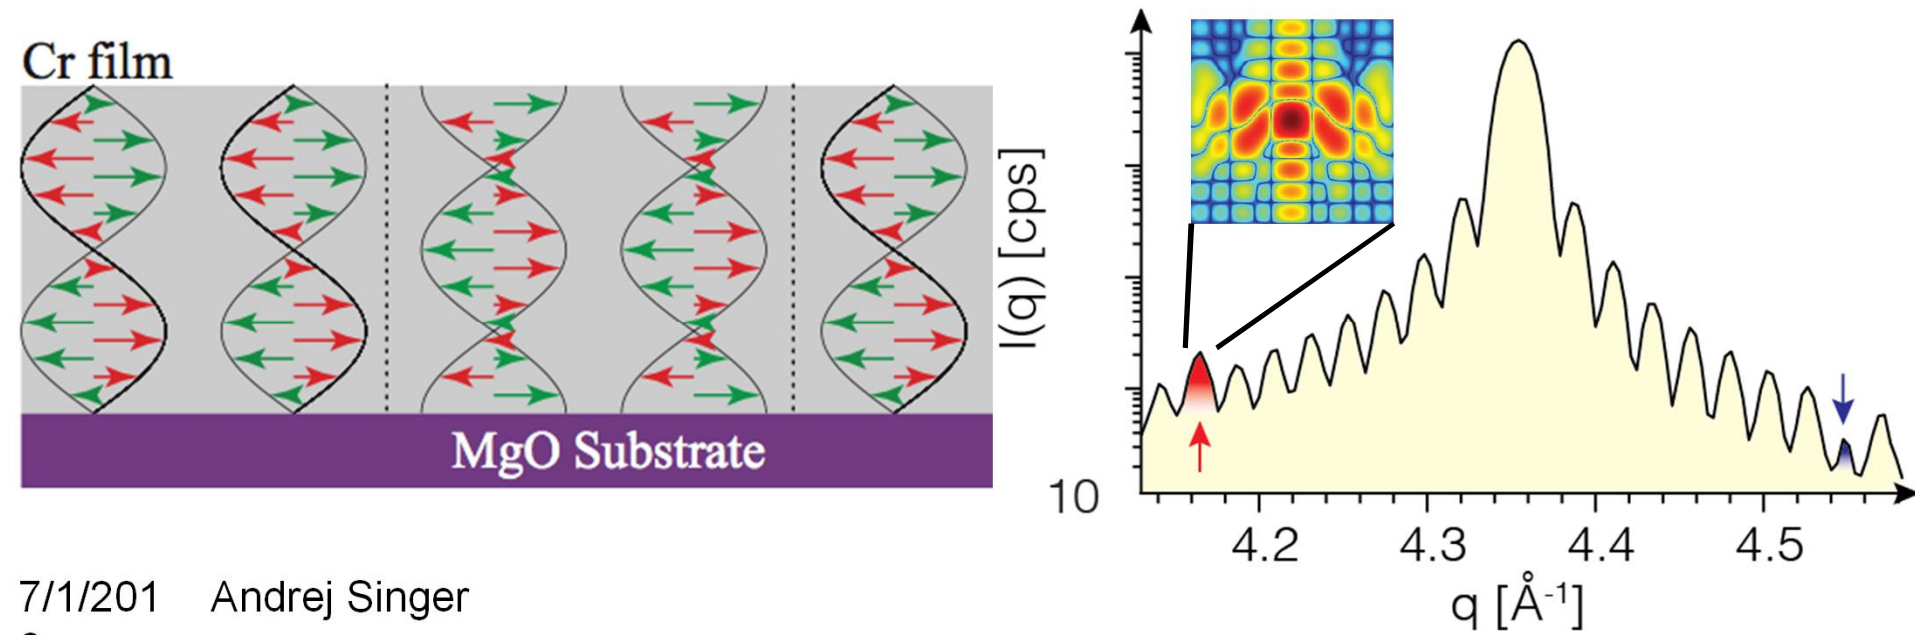 Cr film
MgO Substrate
I(q) [cps]
10
4.2 4.3 4.4 4.5
q [Å⁻¹]
7/1/201 Andrej Singer